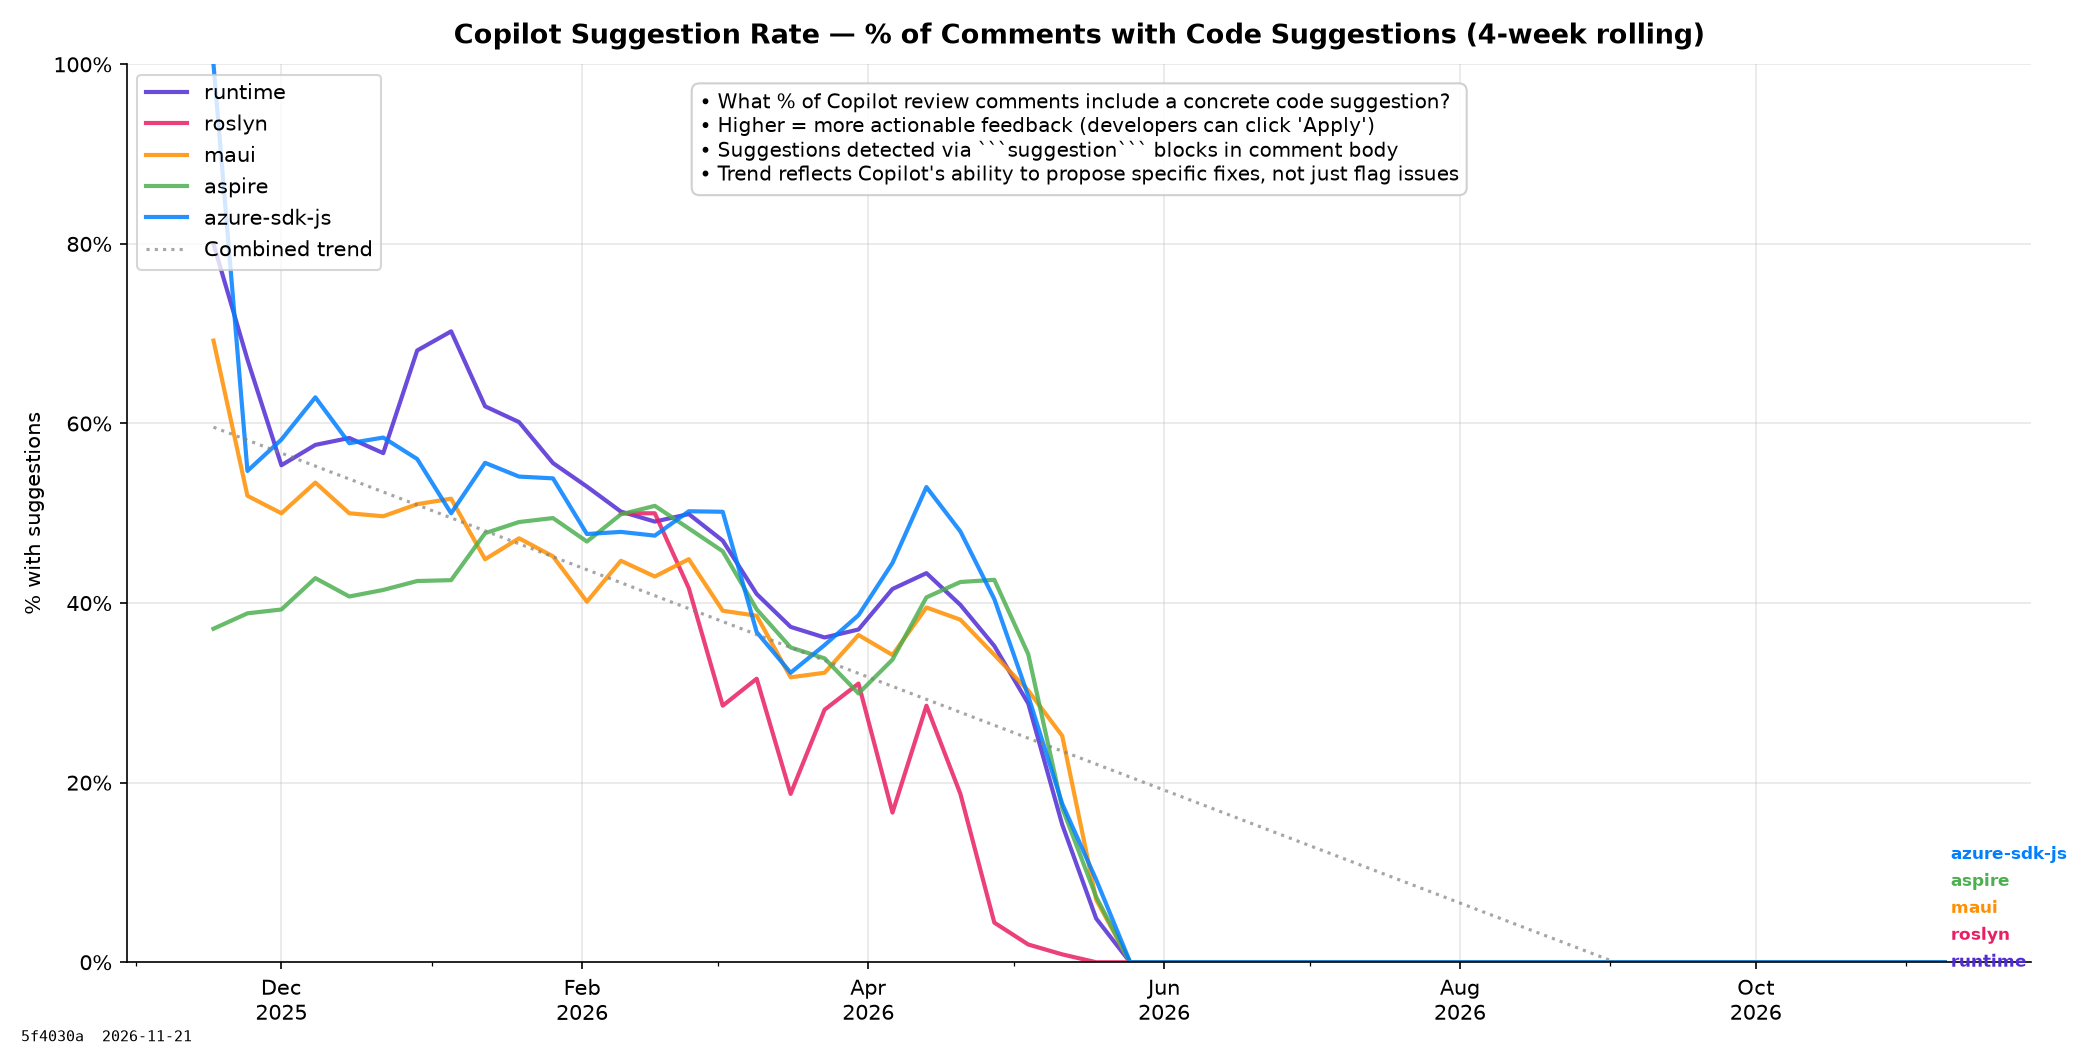 Copilot Suggestion Rate — % of Comments with Code Suggestions (4-week rolling)
100%
80%
60%
40%
20%
0%
% with suggestions
runtime
roslyn
maui
aspire
azure-sdk-js
Combined trend
• What % of Copilot review comments include a concrete code suggestion?
• Higher = more actionable feedback (developers can click 'Apply')
• Suggestions detected via ```suggestion``` blocks in comment body
• Trend reflects Copilot's ability to propose specific fixes, not just flag issues
azure-sdk-js
aspire
maui
roslyn
runtime
Dec
2025
Feb
2026
Apr
2026
Jun
2026
Aug
2026
Oct
2026
5f4030a  2026-11-21